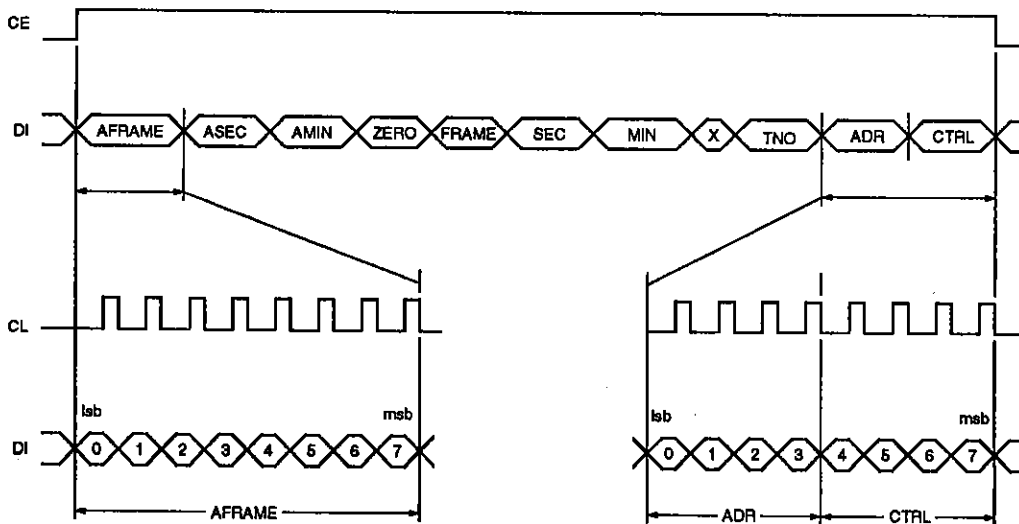 CE
DI AFRAME ASEC AMIN ZERO FRAME SEC MIN X TNO ADR CTRL
CL
lsb msb lsb msb
DI 0 1 2 3 4 5 6 7 0 1 2 3 4 5 6 7
AFRAME ADR CTRL